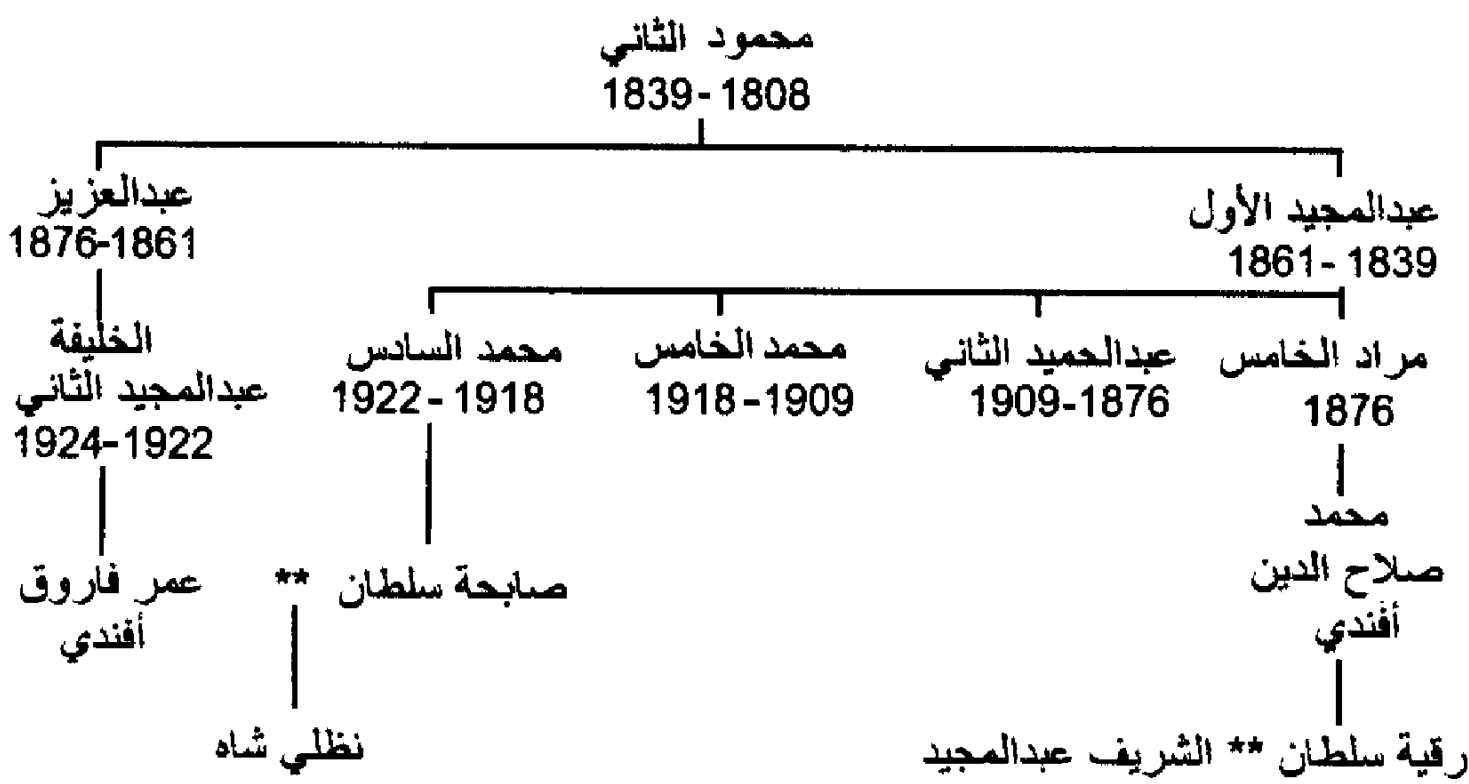 محمود الثاني
1839-1808
عبدالمجيد الأول
1861-1839
عبدالعزيز
1876-1861
مراد الخامس
1876
عبدالحميد الثاني
1909-1876
محمد الخامس
1918-1909
محمد السادس
1922-1918
الخليفة
عبدالمجيد الثاني
1924-1922
محمد
صلاح الدين
أفندي
صابحة سلطان **
عمر فاروق
أفندي
رقية سلطان ** الشريف عبدالمجيد
نظلي شاه